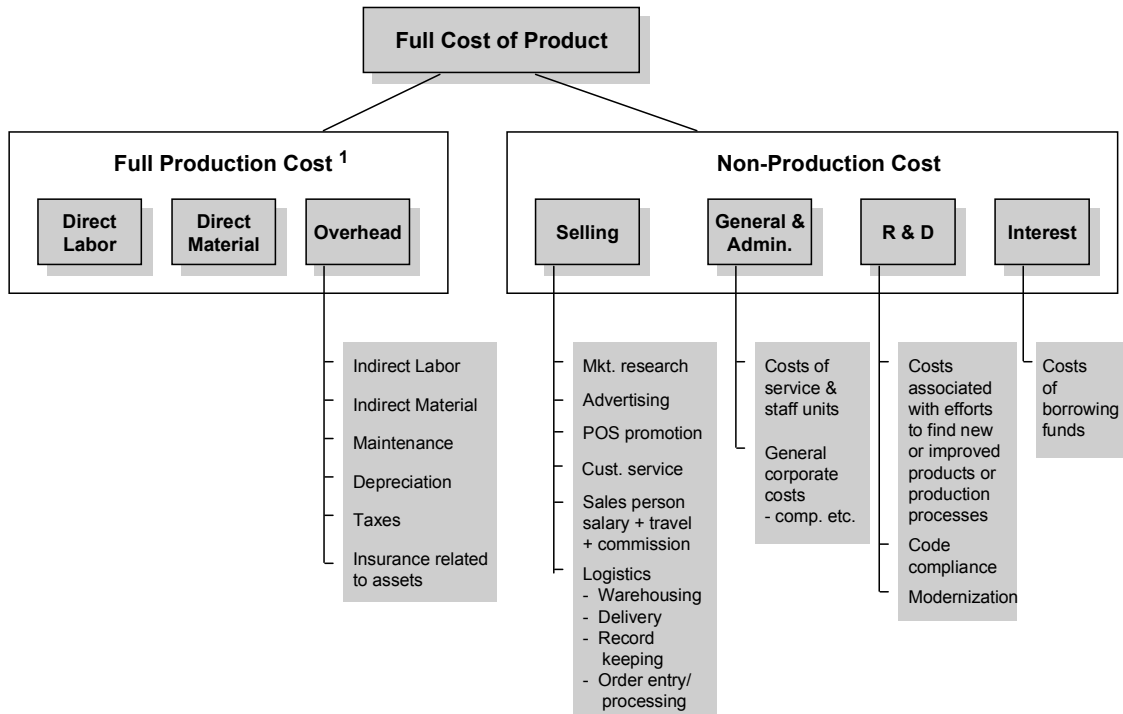 Full Cost of Product
Full Production Cost 1
Direct
Labor
Direct
Material
Overhead
Indirect Labor
Indirect Material
Maintenance
Depreciation
Taxes
Insurance related
to assets
Non-Production Cost
Selling
General &
Admin.
R & D
Interest
Mkt. research
Advertising
POS promotion
Cust. service
Sales person
salary + travel
+ commission
Logistics
- Warehousing
- Delivery
- Record
keeping
- Order entry/
processing
Costs of
service &
staff units
General
corporate
costs
- comp. etc.
Costs
associated
with efforts
to find new
or improved
products or
production
processes
Code
compliance
Modernization
Costs
of
borrowing
funds